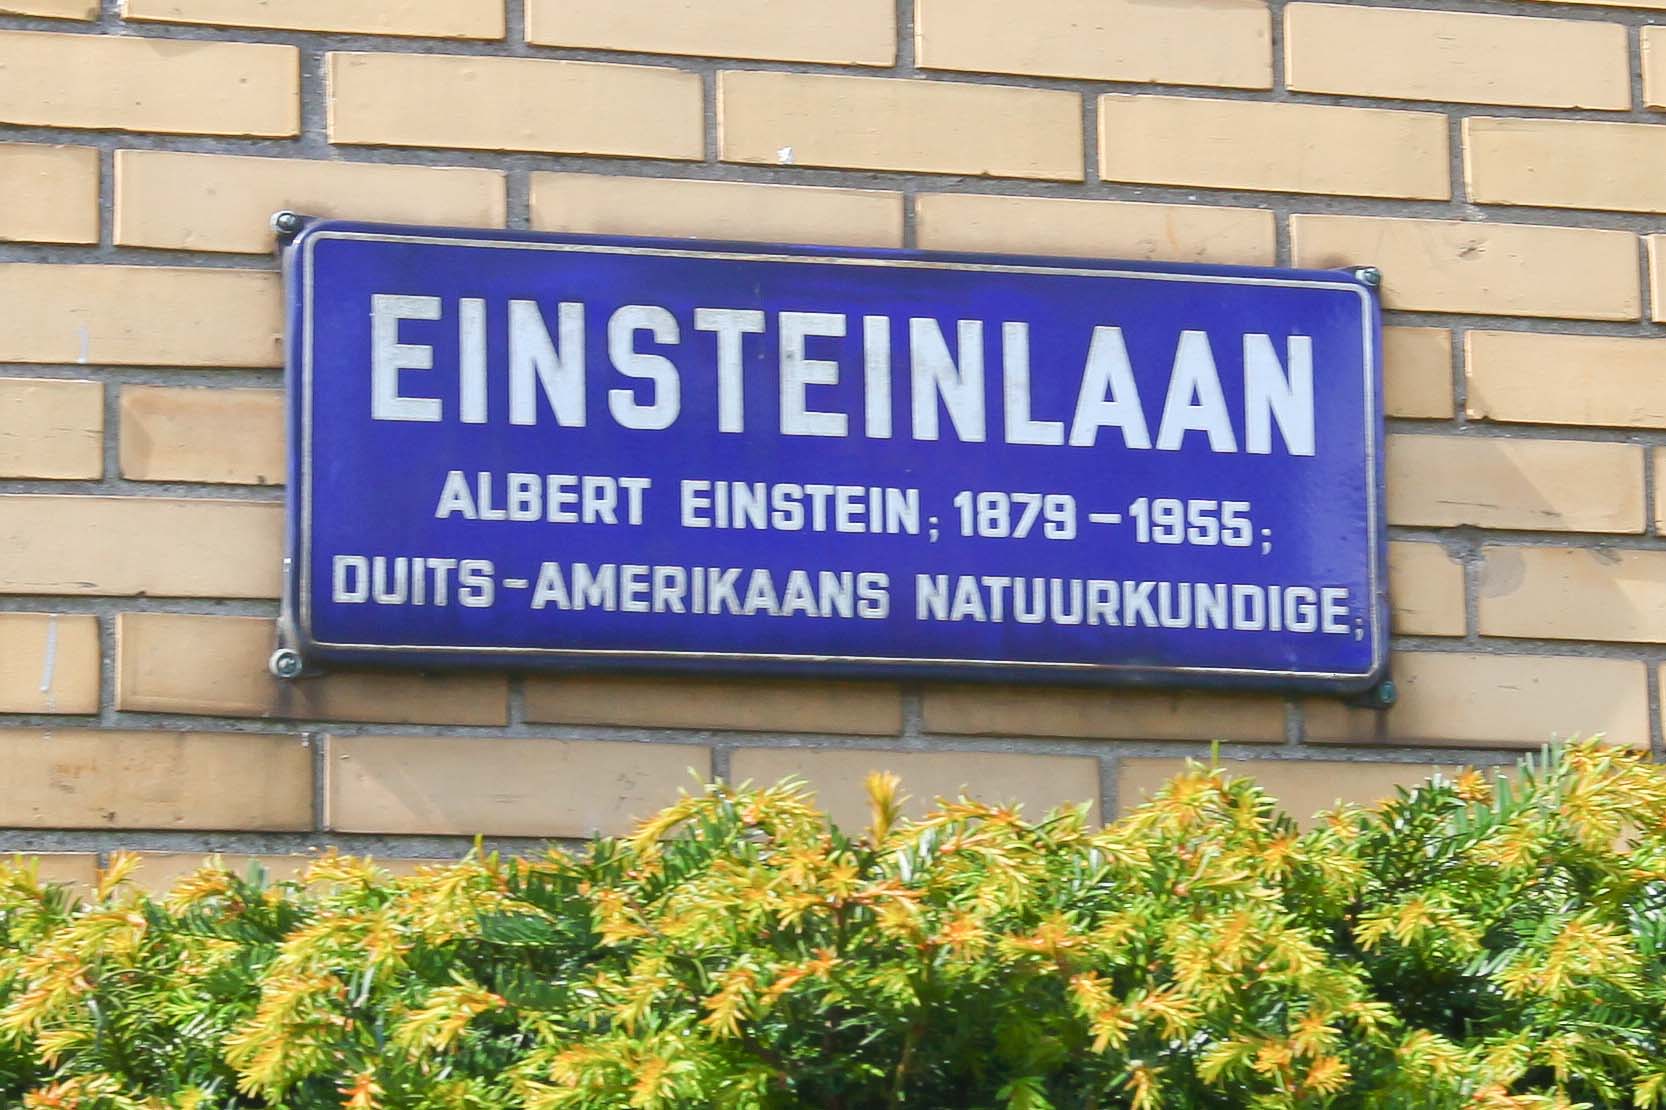 EINSTEINLAAN
ALBERT EINSTEIN; 1879-1955;
DUITS-AMERIKAANS NATUURKUNDIGE;